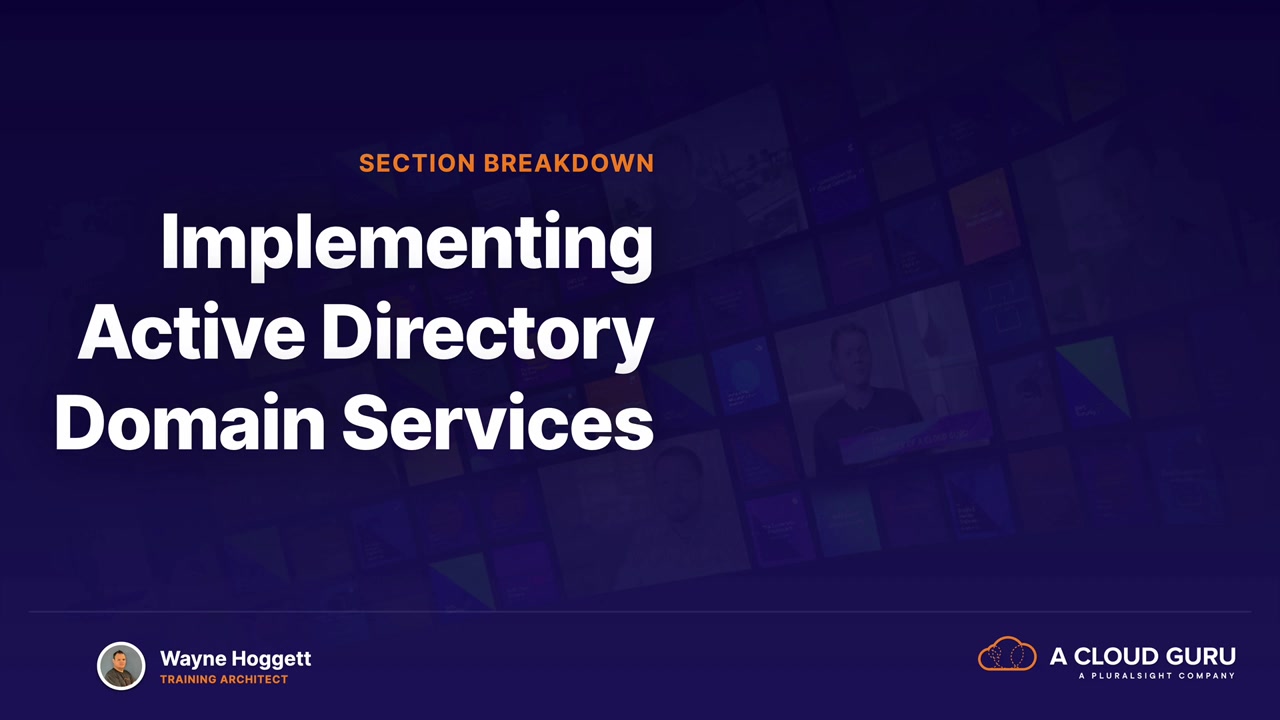 SECTION BREAKDOWN
Implementing
Active Directory
Domain Services
Wayne Hoggett
TRAINING ARCHITECT
A CLOUD GURU
A PLURALSIGHT COMPANY